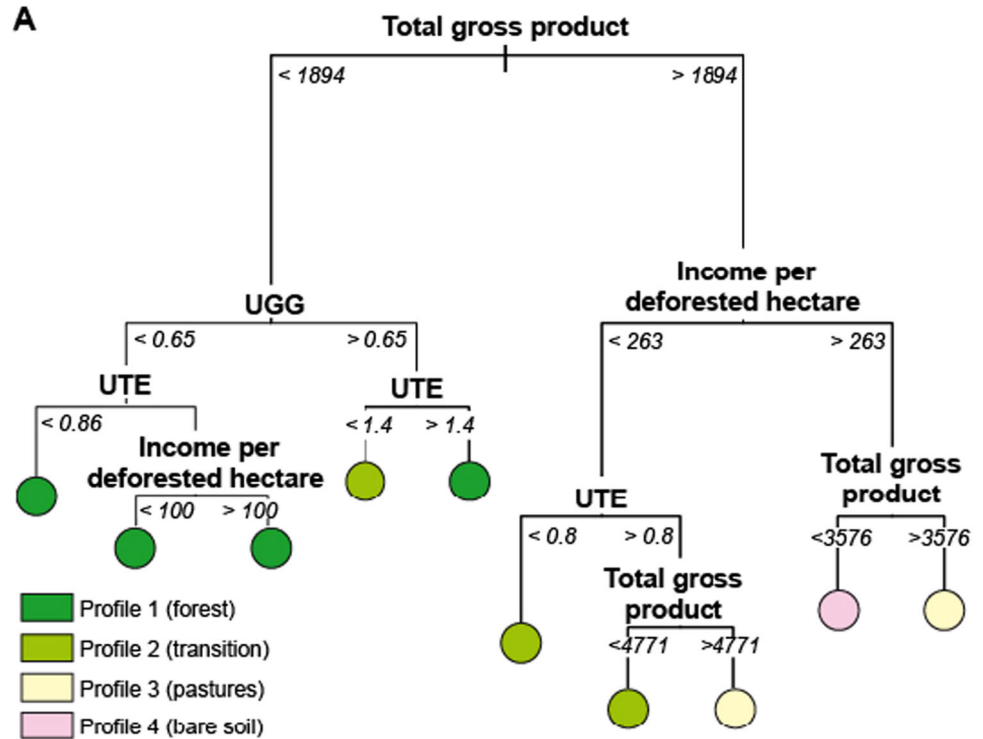 A
Total gross product
< 1894
> 1894
Income per
deforested hectare
UGG
< 0.65
> 0.65
< 263
> 263
UTE
UTE
< 0.86
< 1.4
> 1.4
Income per
deforested hectare
Total gross
product
< 100
> 100
UTE
< 0.8
> 0.8
<3576
>3576
Total gross
product
<4771
>4771
Profile 1 (forest)
Profile 2 (transition)
Profile 3 (pastures)
Profile 4 (bare soil)